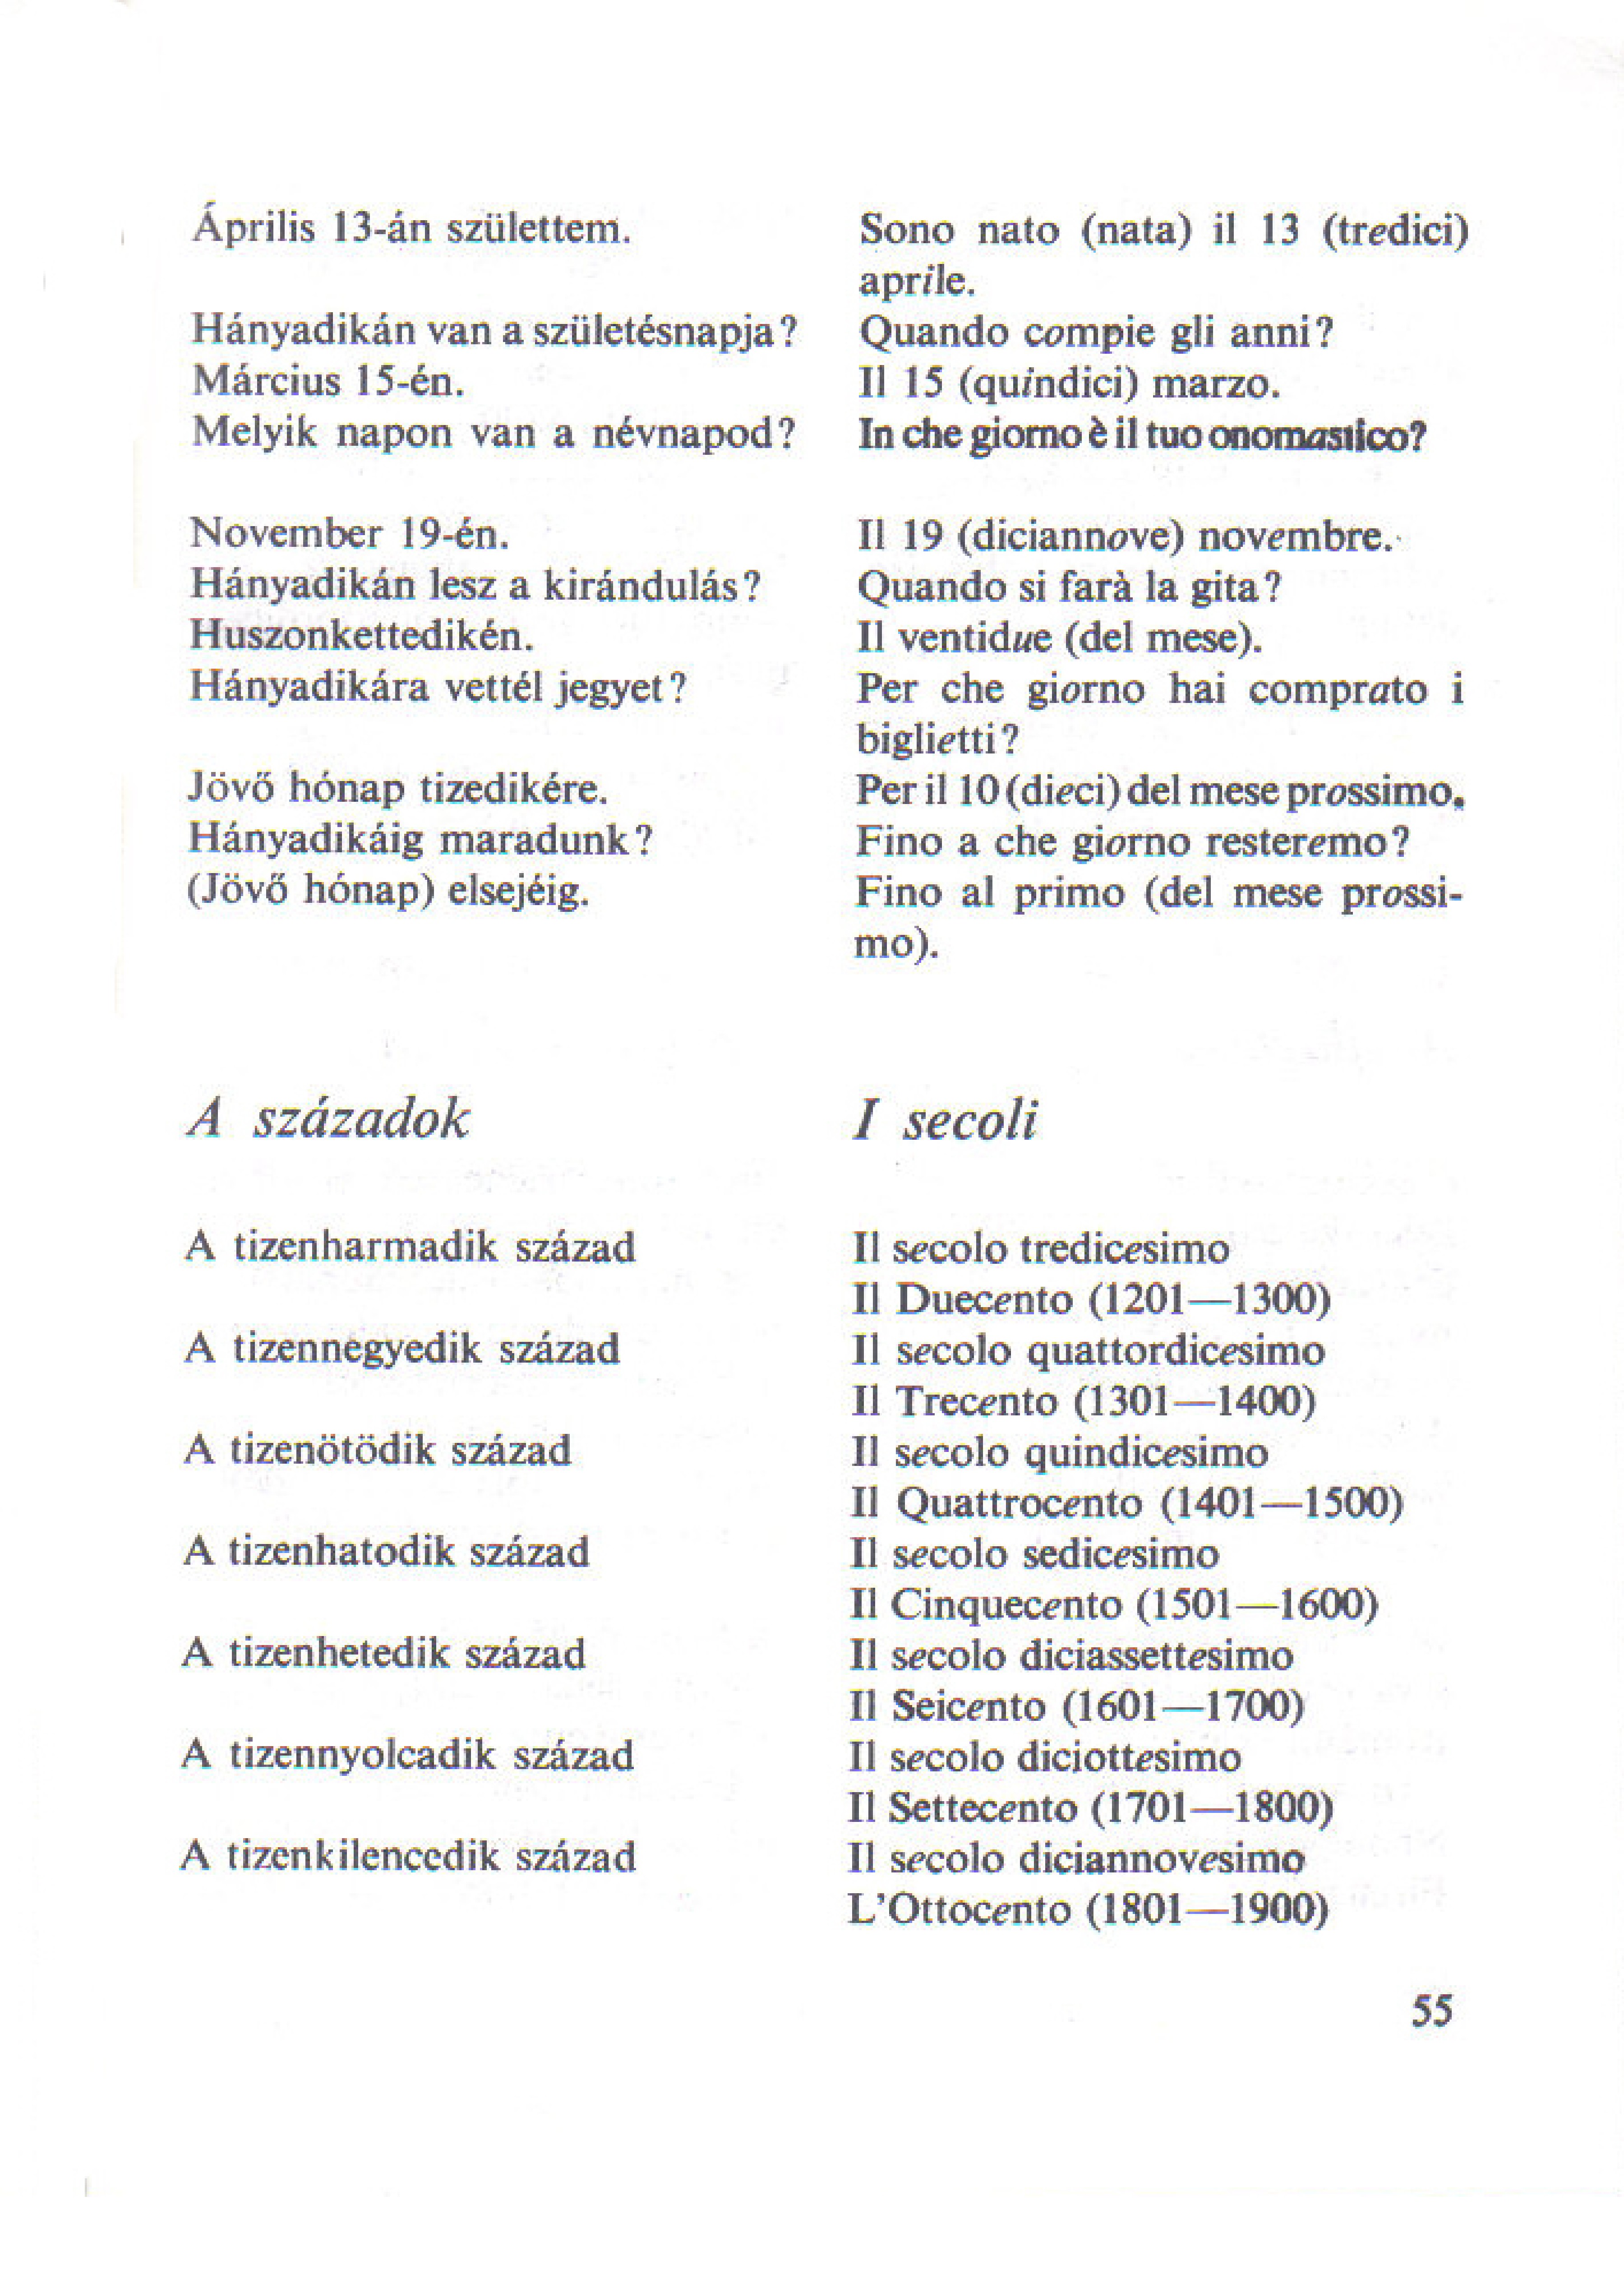 Április 13-án születtem.
Sono nato (nata) il 13 (tredici)
aprile.
Hányadikán van a születésnapja?
Quando compie gli anni?
Március 15-én.
Il 15 (quindici) marzo.
Melyik napon van a névnapod?
In che giorno è il tuo onomastico?
November 19-én.
Il 19 (diciannove) novembre.
Hányadikán lesz a kirándulás?
Quando si farà la gita?
Huszonkettedikén.
Il ventidue (del mese).
Hányadikára vettél jegyet?
Per che giorno hai comprato i
biglietti?
Jövő hónap tizedikére.
Per il 10 (dieci) del mese prossimo.
Hányadikáig maradunk?
Fino a che giorno resteremo?
(Jövő hónap) elsejéig.
Fino al primo (del mese prossi-
mo).
A századok
I secoli
A tizenharmadik század
Il secolo tredicesimo
Il Duecento (1201—1300)
A tizennegyedik század
Il secolo quattordicesimo
Il Trecento (1301—1400)
A tizenötödik század
Il secolo quindicesimo
Il Quattrocento (1401—1500)
A tizenhatodik század
Il secolo sedicesimo
Il Cinquecento (1501—1600)
A tizenhetedik század
Il secolo diciassettesimo
Il Seicento (1601—1700)
A tizennyolcadik század
Il secolo diciottesimo
Il Settecento (1701—1800)
A tizenkilencedik század
Il secolo diciannovesimo
L'Ottocento (1801—1900)
55